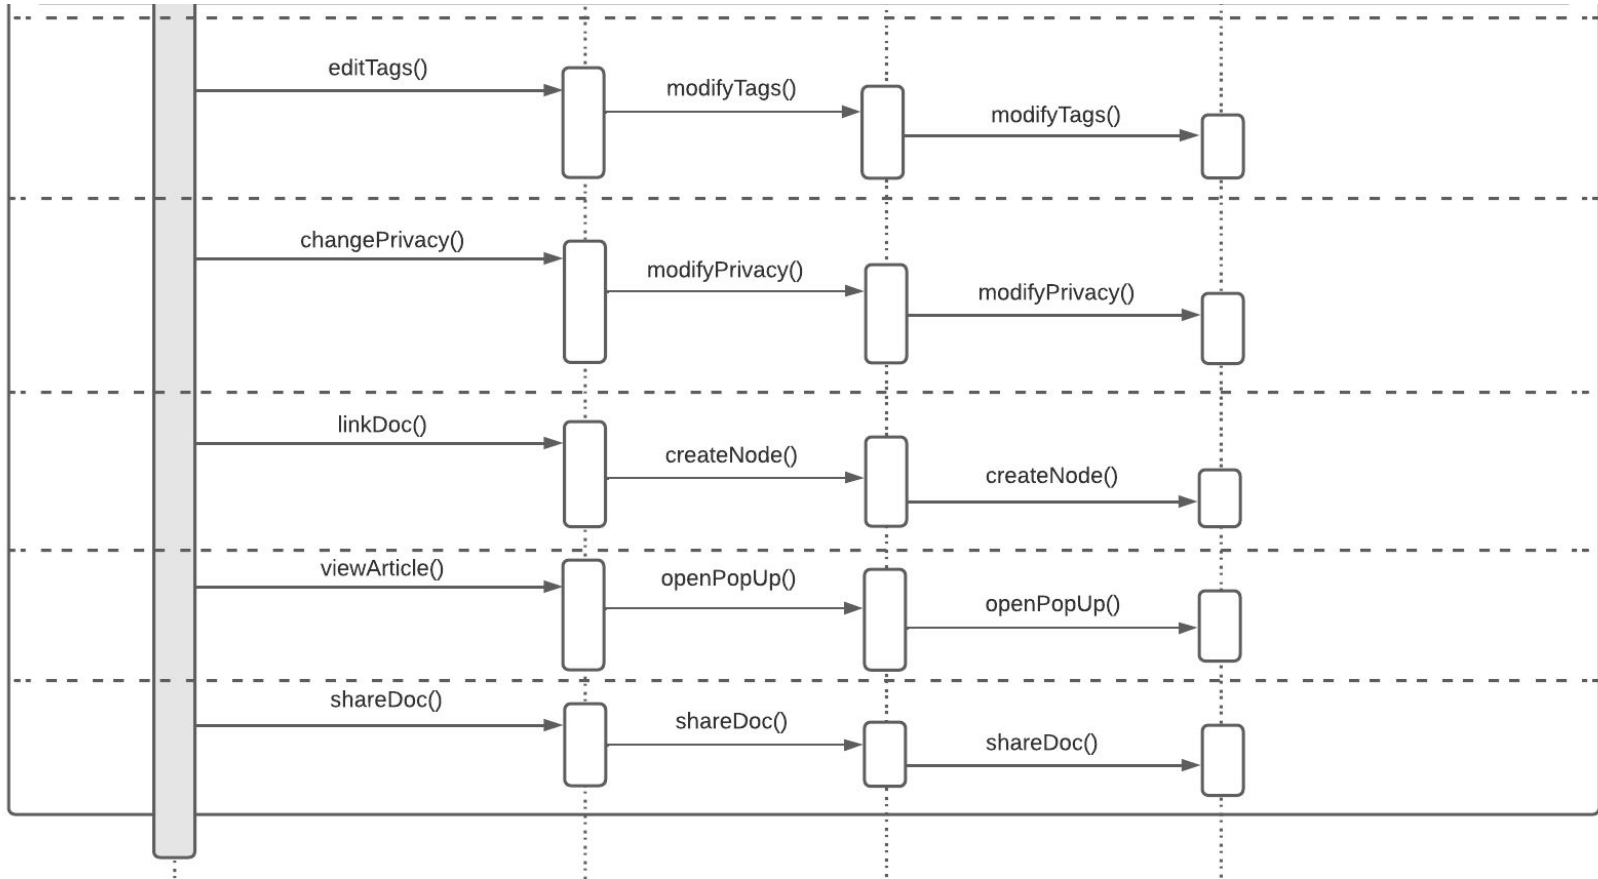 editTags()
modifyTags()
modifyTags()
changePrivacy()
modifyPrivacy()
modifyPrivacy()
linkDoc()
createNode()
createNode()
viewArticle()
openPopUp()
openPopUp()
shareDoc()
shareDoc()
shareDoc()